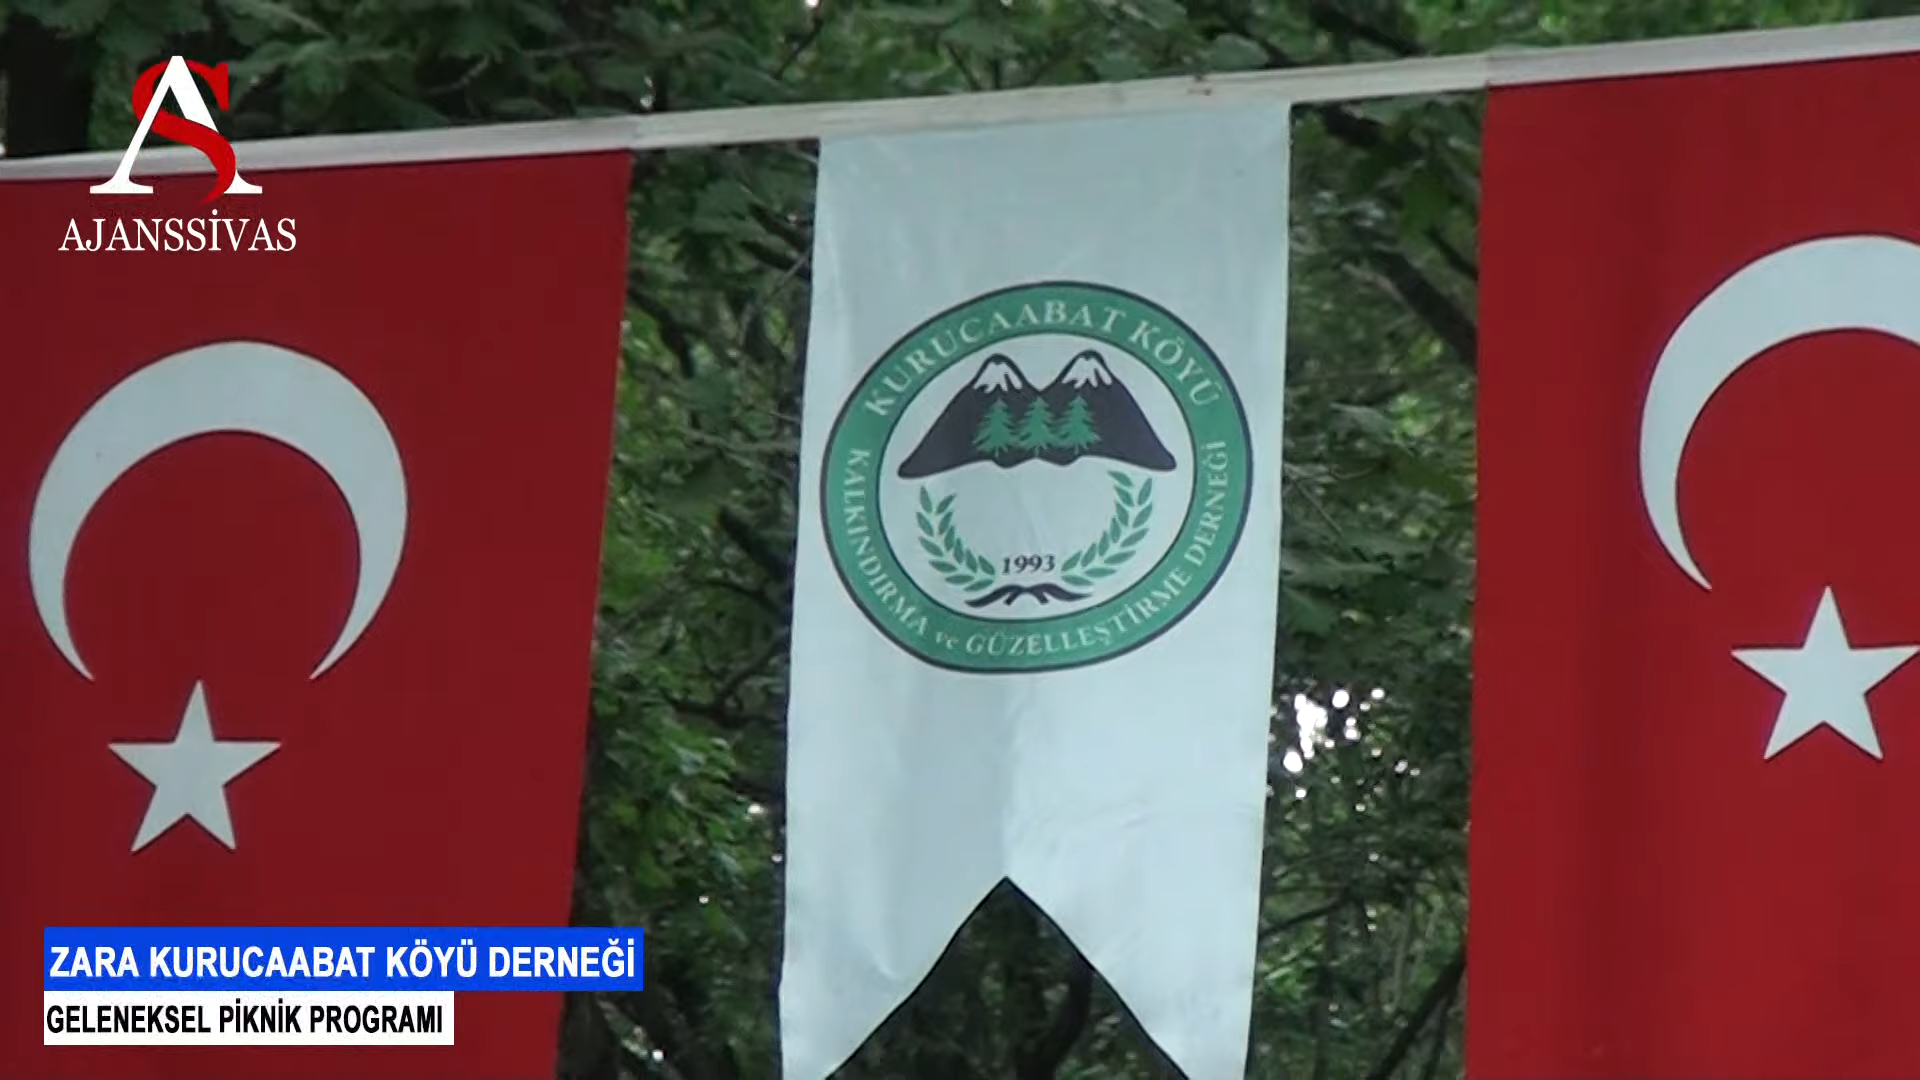 AJANSSİVAS
KURUCAABAT KÖYÜ
KALKINDIRMA ve GÜZELLEŞTİRME DERNEĞİ
1993
ZARA KURUCAABAT KÖYÜ DERNEĞİ
GELENEKSEL PİKNİK PROGRAMI